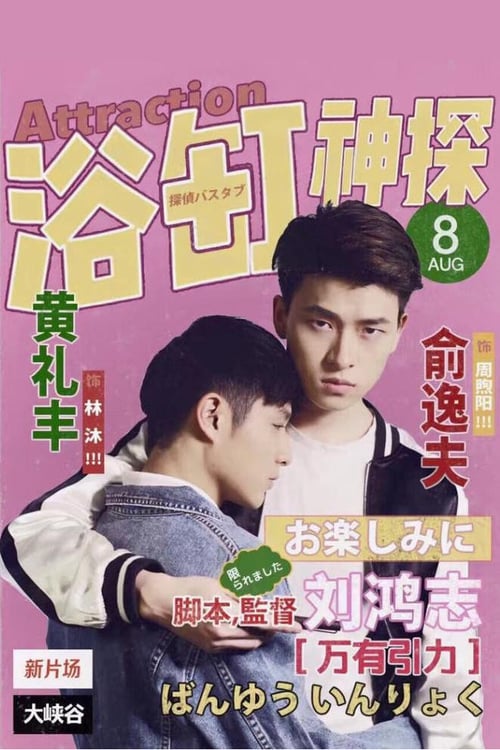 Attraction
浴缸神探
探偵バスタブ
8
AUG
黄礼丰
饰
林沐!!!
俞逸夫
饰
周煦阳!!!
お楽しみに
限られました
脚本,監督
刘鸿志
[万有引力]
ばんゆういんりょく
新片场
大峡谷